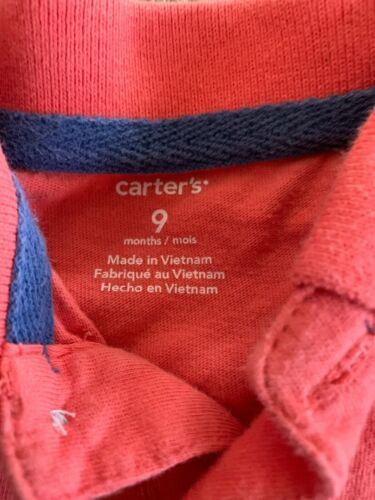 carter's
9
months / mois
Made in Vietnam
Fabriqué au Vietnam
Hecho en Vietnam